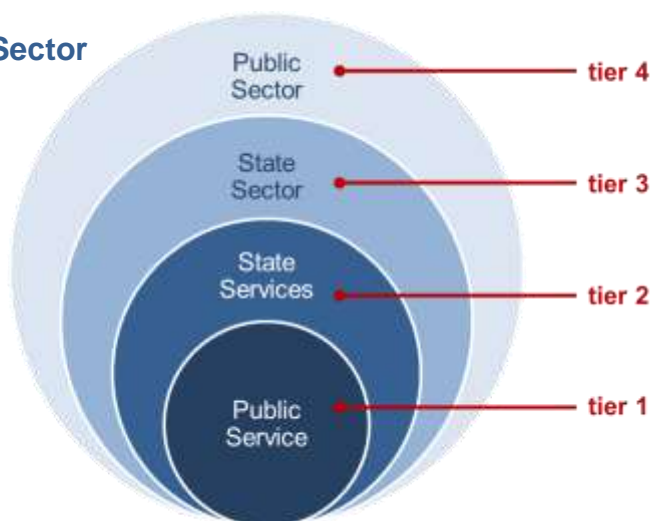 Sector
Public
Sector
tier 4
State
Sector
tier 3
State
Services
tier 2
Public
Service
tier 1